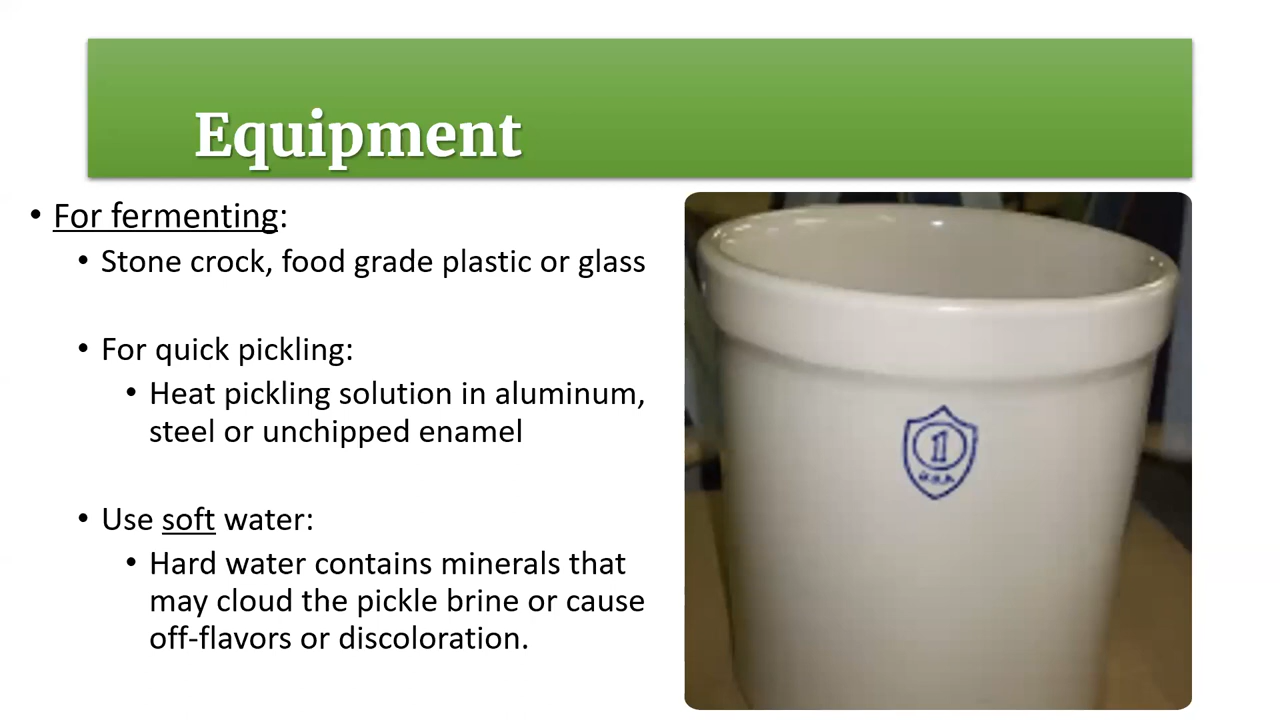 Equipment
• For fermenting:
• Stone crock, food grade plastic or glass
• For quick pickling:
• Heat pickling solution in aluminum,
steel or unchipped enamel
• Use soft water:
• Hard water contains minerals that
may cloud the pickle brine or cause
off-flavors or discoloration.
1
U.S.A.